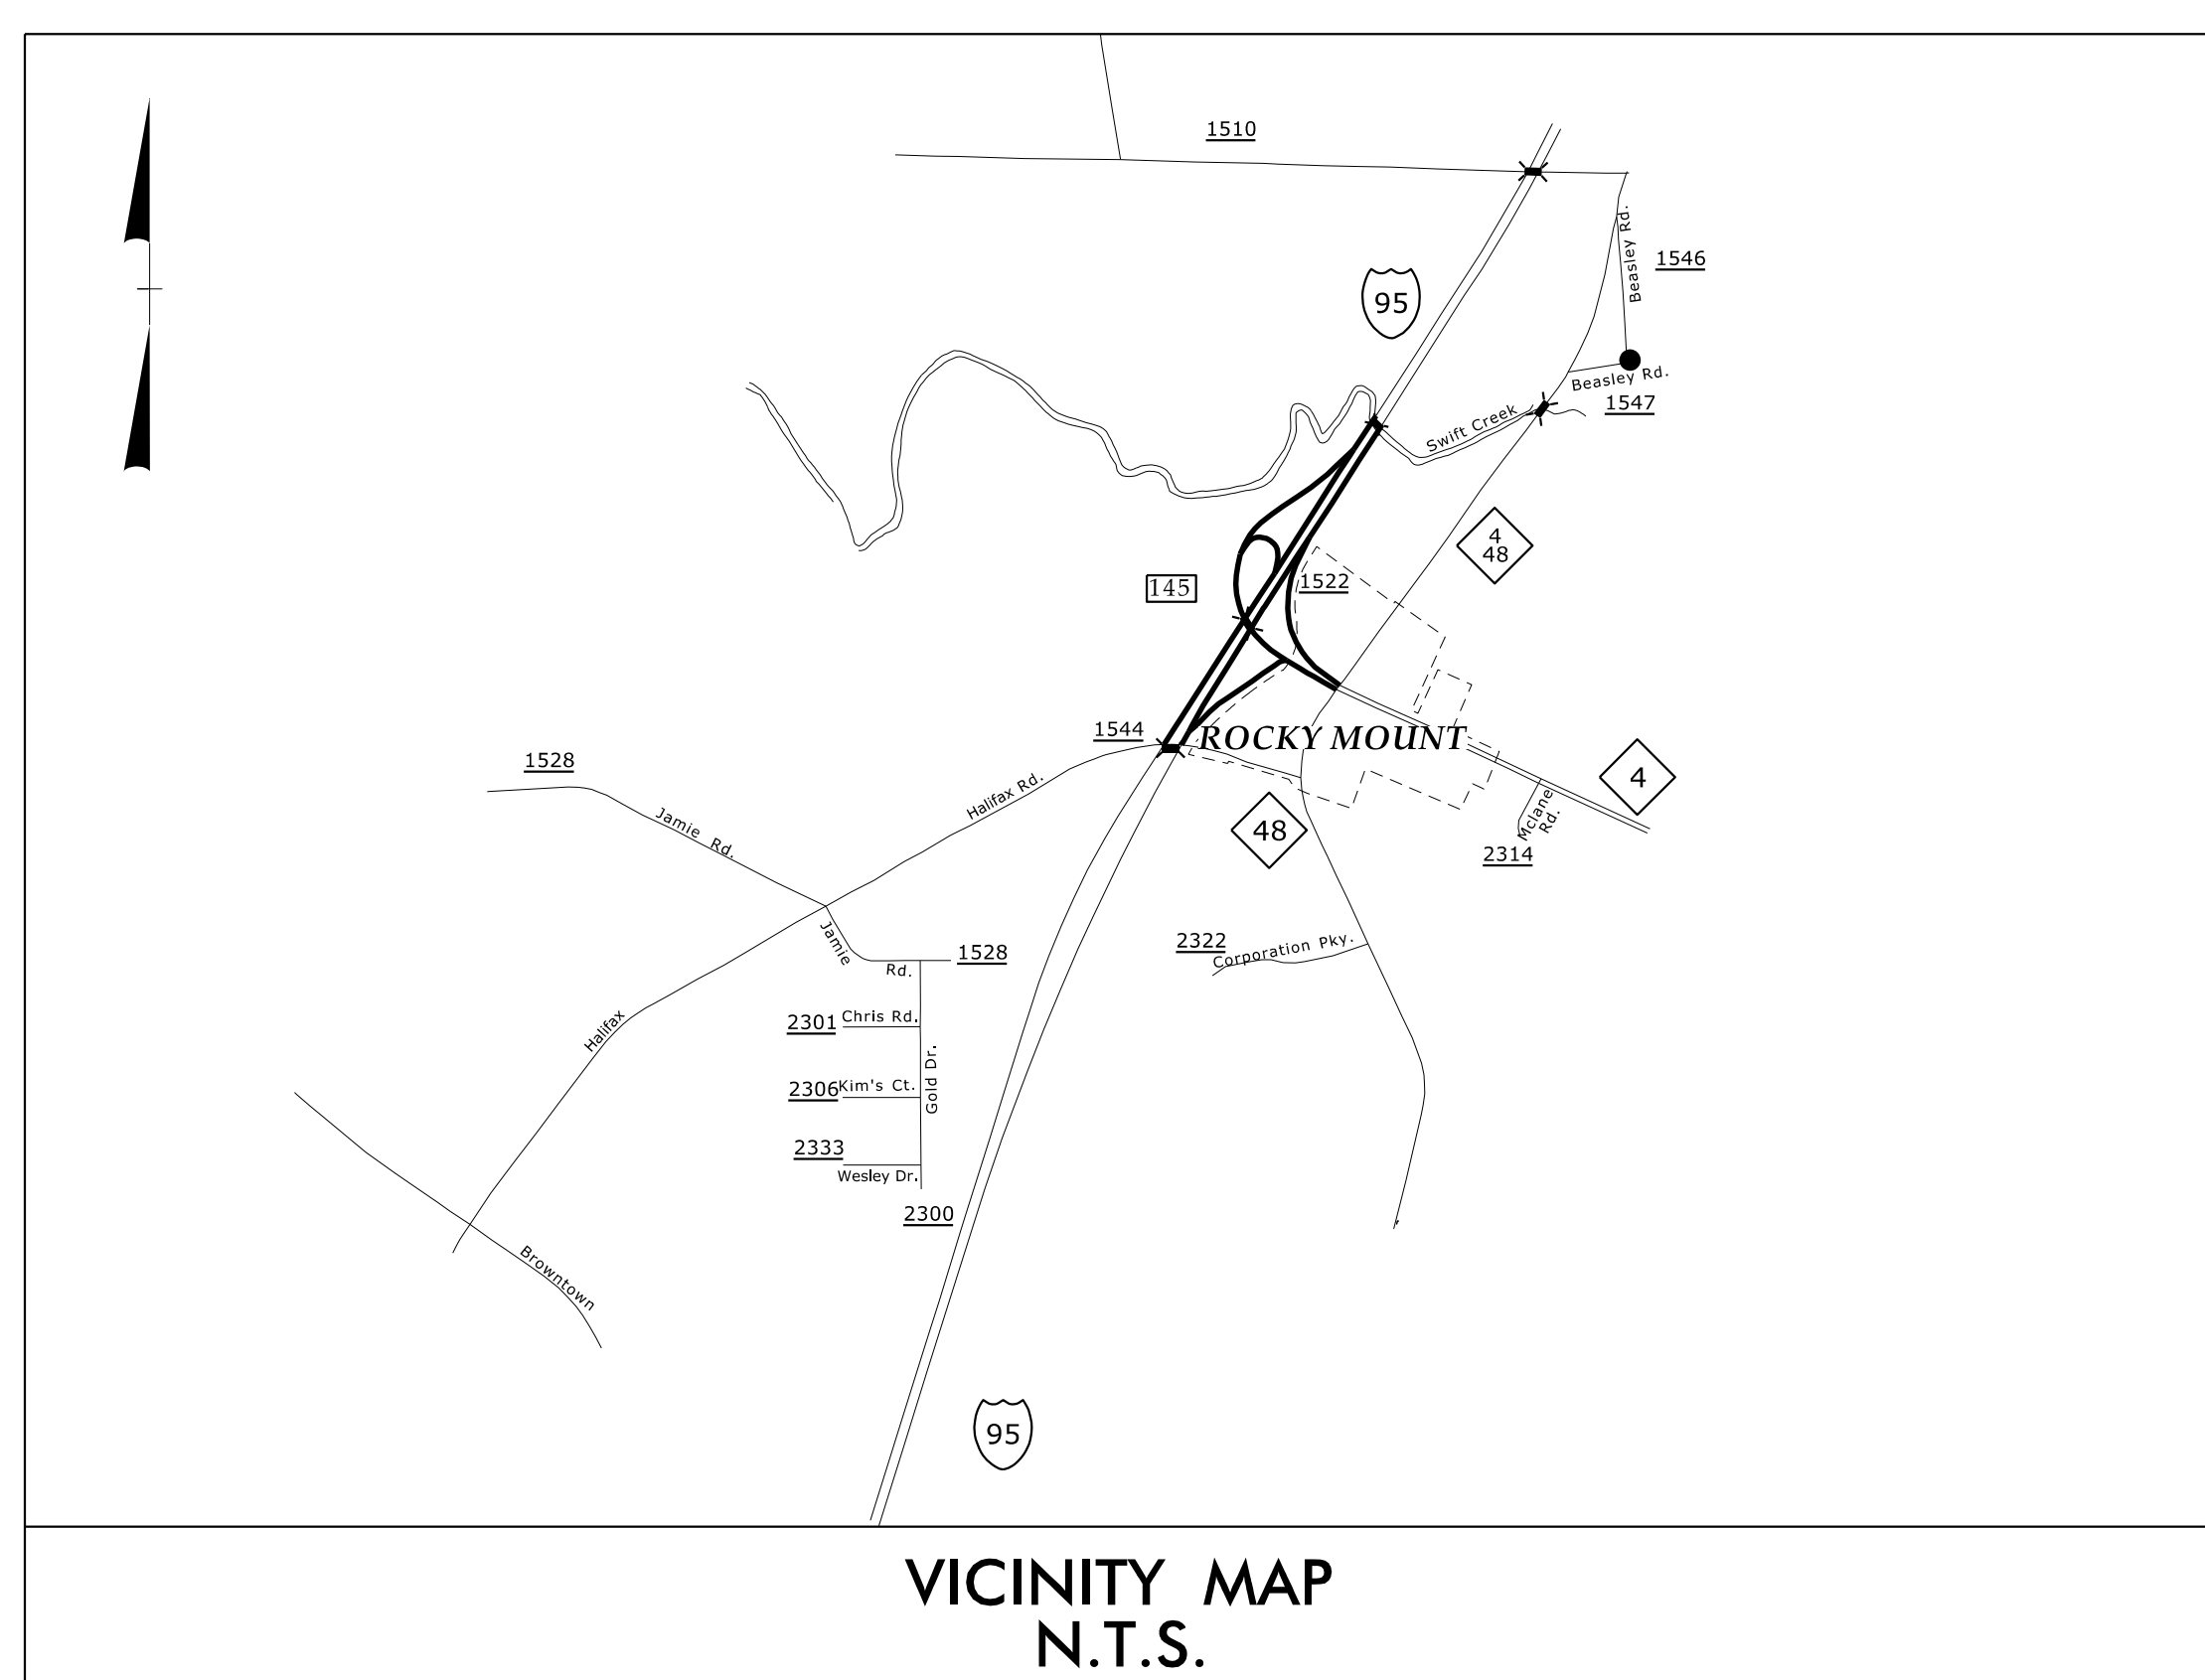 1510
Beasley Rd.
1546
95
Beasley Rd.
1547
Swift Creek
4
48
145
1522
1544
ROCKY MOUNT
1528
4
Halifax Rd.
Jamie Rd.
48
Mclane
Rd.
2314
2322
Corporation Pky.
Jamie
Rd.
1528
2301
Chris Rd.
Halifax
Gold Dr.
2306
Kim's Ct.
2333
Wesley Dr.
2300
Browntown
95
VICINITY MAP
N.T.S.